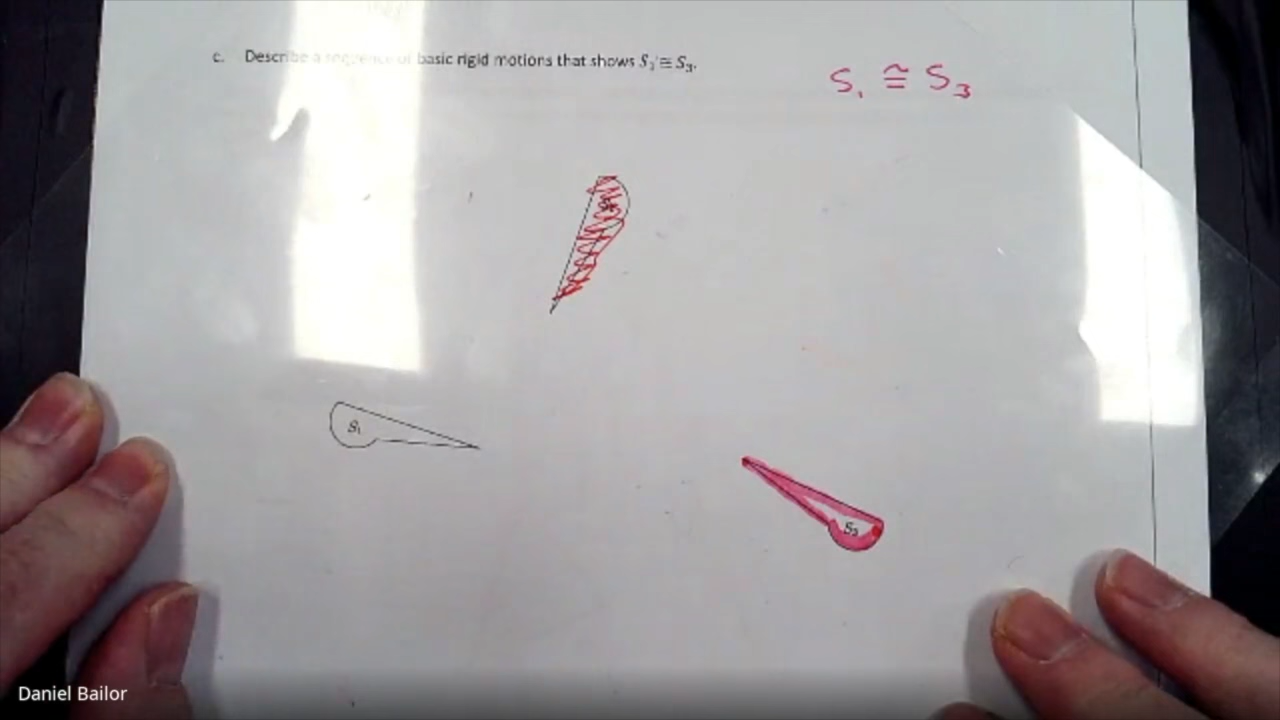 c. Describe a sequence of basic rigid motions that shows S₁ ≅ S₃.
S₁ ≅ S₃
S₁
S₃
Daniel Bailor